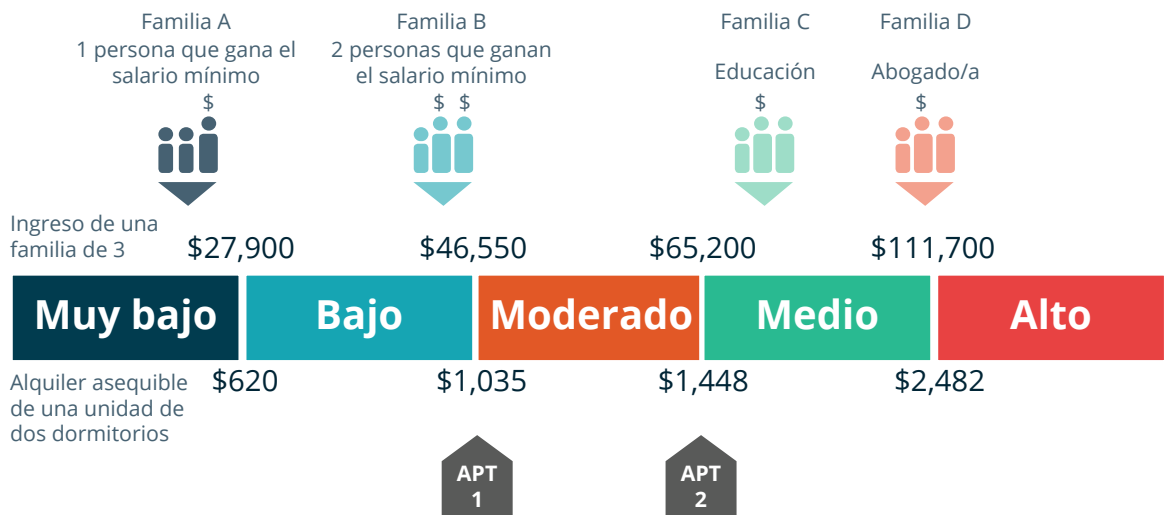 Familia A
1 persona que gana el
salario mínimo
$
Familia B
2 personas que ganan
el salario mínimo
$ $
Familia C
Educación
$
Familia D
Abogado/a
$
Ingreso de una
familia de 3
$27,900
$46,550
$65,200
$111,700
Muy bajo
Bajo
Moderado
Medio
Alto
Alquiler asequible
de una unidad de
dos dormitorios
$620
$1,035
$1,448
$2,482
APT
1
APT
2